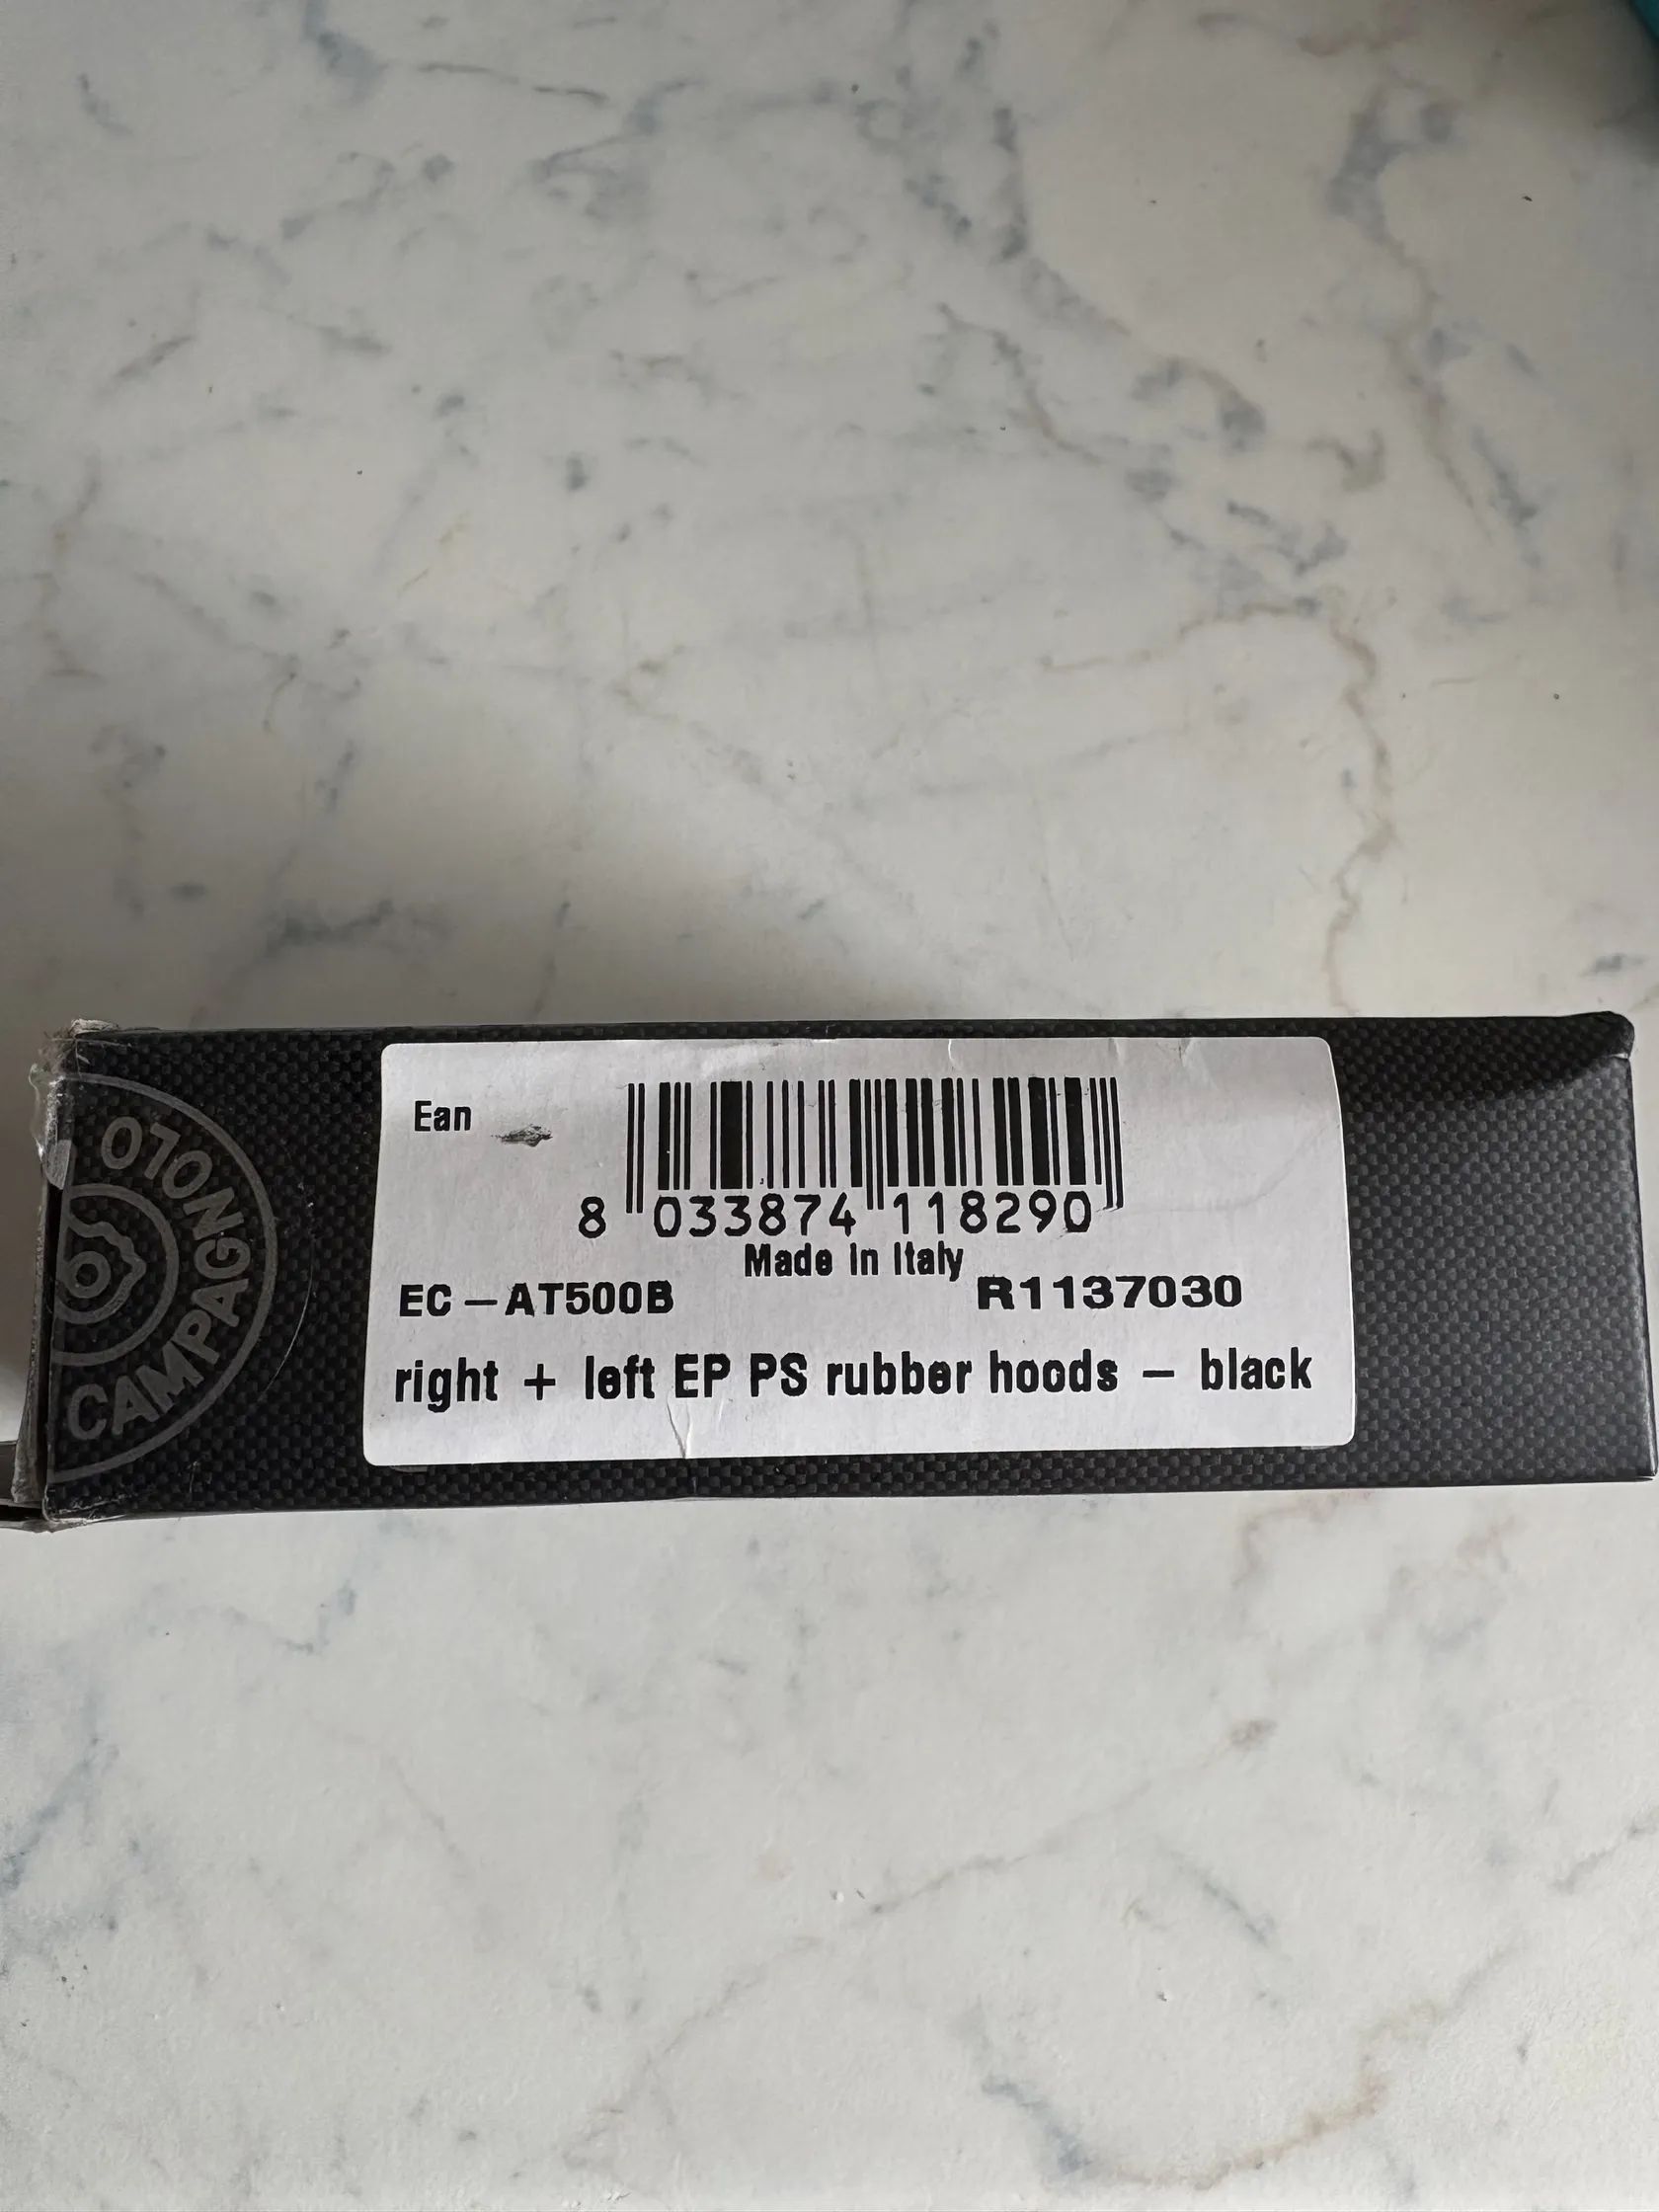 CAMPAGNOLO
Ean
8 033874 118290
Made In Italy
EC - AT500B R1137030
right + left EP PS rubber hoods - black